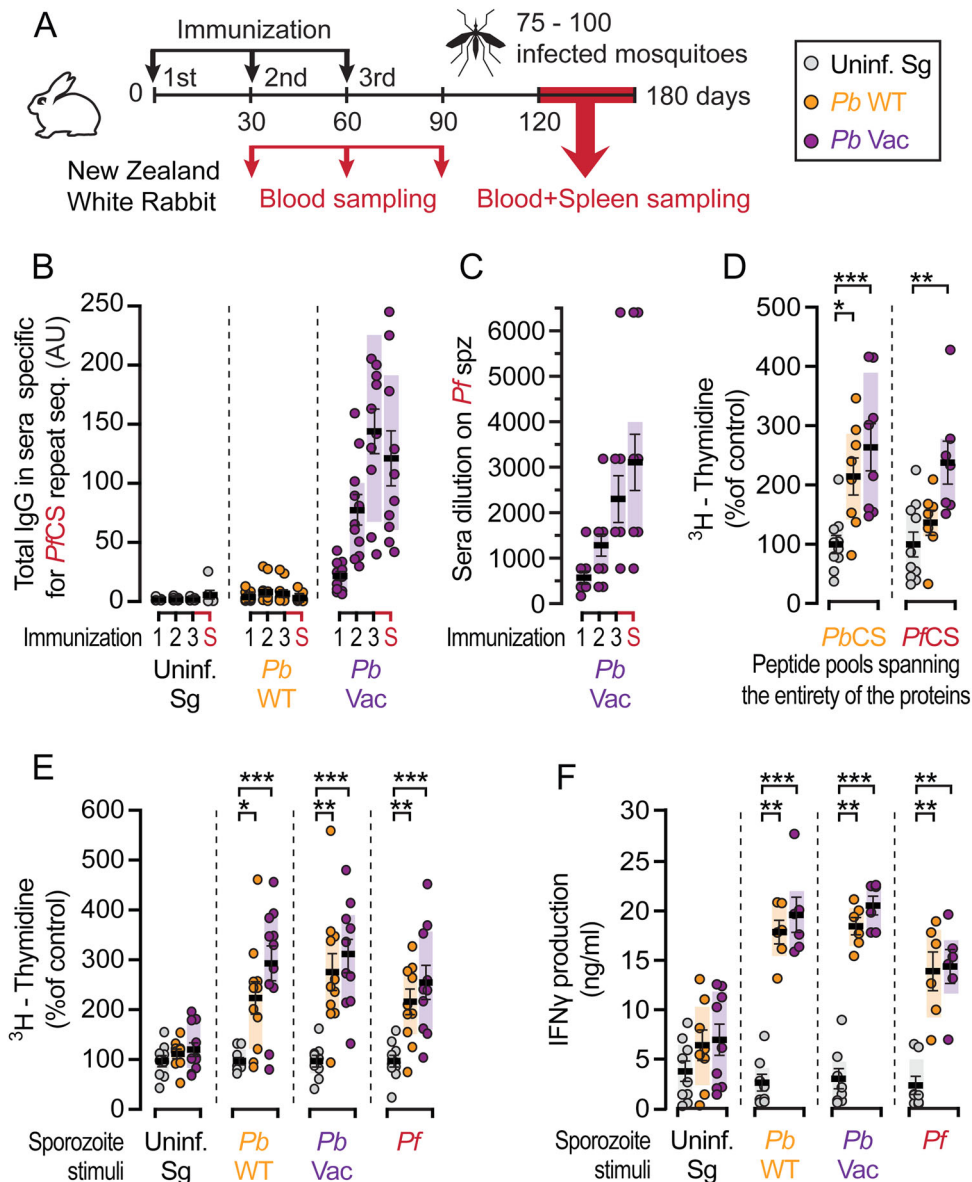 A
Immunization
1st 2nd 3rd
0
30 60 90 120
180 days
75 - 100
infected mosquitoes
New Zealand
White Rabbit
Blood sampling
Blood+Spleen sampling
Uninf. Sg
Pb WT
Pb Vac
B
Total IgG in sera specific
for PfCS repeat seq. (AU)
250
200
150
100
50
0
Immunization 1 2 3 S 1 2 3 S 1 2 3 S
Uninf. Pb Pb
Sg WT Vac
C
Sera dilution on Pf spz
6000
5000
4000
3000
2000
1000
0
Immunization 1 2 3 S
Pb
Vac
D
3H - Thymidine
(%of control)
500
400
300
200
100
0
*** **
*
PbCS PfCS
Peptide pools spanning
the entirety of the proteins
E
3H - Thymidine
(%of control)
600
500
400
300
200
100
0
*** *** ***
* ** **
Sporozoite Uninf. Pb Pb Pf
stimuli Sg WT Vac
F
IFNγ production
(ng/ml)
30
25
20
15
10
5
0
*** *** **
** ** **
Sporozoite Uninf. Pb Pb Pf
stimuli Sg WT Vac